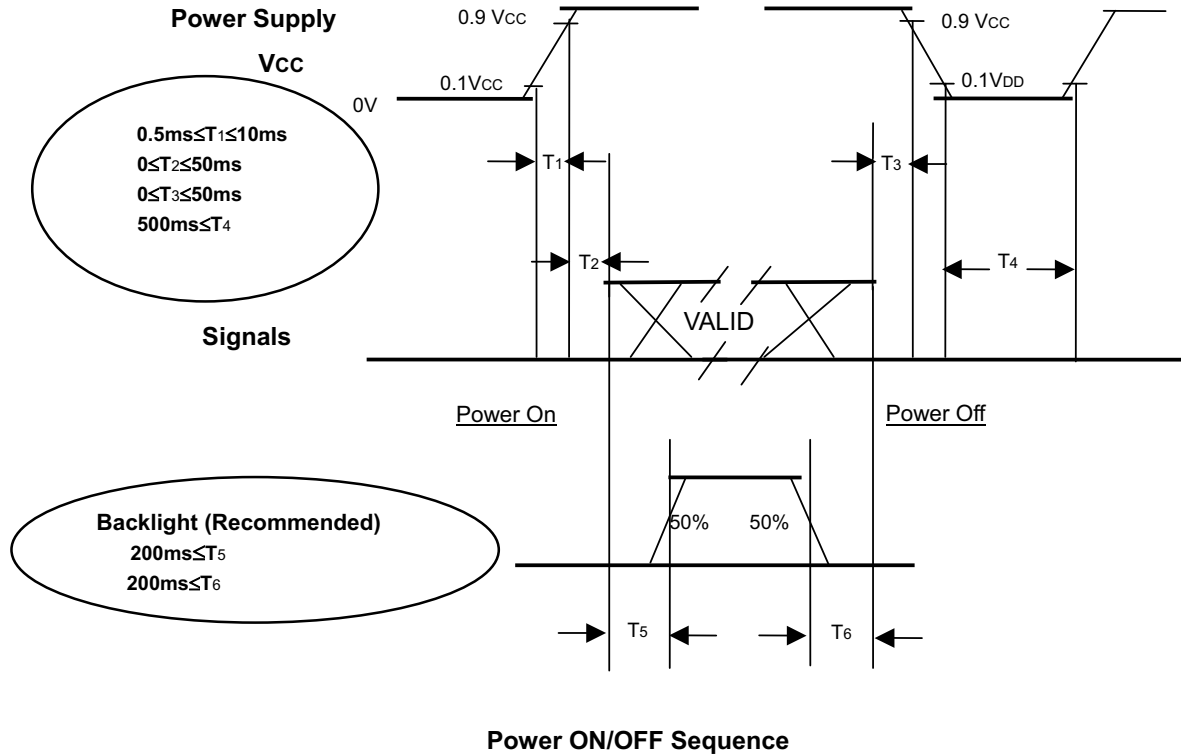 Power Supply
0.9 VCC
0.9 VCC
VCC
0.1VCC
0.1VDD
0V
0.5ms≤T1≤10ms
0≤T2≤50ms
0≤T3≤50ms
500ms≤T4
T1
T3
T2
T4
VALID
Signals
Power On
Power Off
Backlight (Recommended)
200ms≤T5
200ms≤T6
50%
50%
T5
T6
Power ON/OFF Sequence